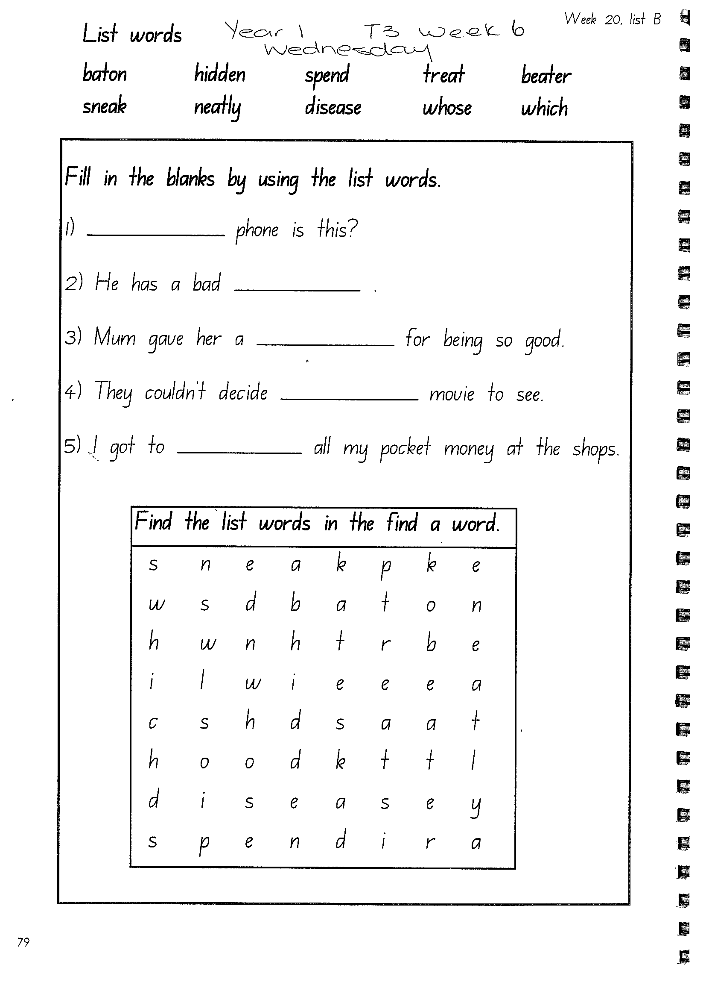 Week 20, list B
List words Year 1 T3 Week 6
Wednesday
baton hidden spend treat beater
sneak neatly disease whose which
Fill in the blanks by using the list words.
1) ____________ phone is this?
2) He has a bad ____________ .
3) Mum gave her a ____________ for being so good.
4) They couldn't decide ____________ movie to see.
5) I got to ____________ all my pocket money at the shops.
Find the list words in the find a word.
s n e a k p k e
w s d b a t o n
h w n h t r b e
i l w i e e e a
c s h d s a a t
h o o d k t t l
d i s e a s e y
s p e n d i r a
79